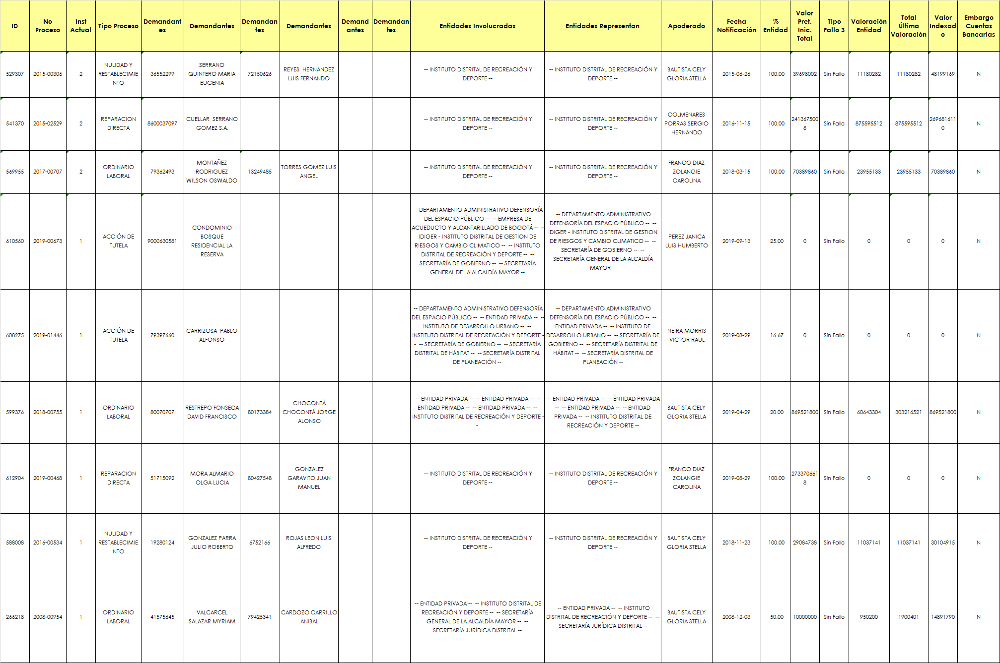 ID
No
Proceso
Inst
Actual
Tipo Proceso
Demandant
es
Demandantes
Demandan
tes
Demandantes
Demand
antes
Demandan
tes
Entidades Involucradas
Entidades Representan
Apoderado
Fecha
Notificación
%
Entidad
Valor
Pret.
Inic.
Total
Tipo
Fallo 3
Valoración
Entidad
Total
Última
Valoración
Valor
Indexad
o
Embargo
Cuentas
Bancarias
529307
2015-00306
2
NULIDAD Y
RESTABLECIMIE
NTO
36552299
SERRANO
QUINTERO MARIA
EUGENIA
72150626
REYES HERNANDEZ
LUIS FERNANDO
-- INSTITUTO DISTRITAL DE RECREACIÓN Y
DEPORTE --
-- INSTITUTO DISTRITAL DE RECREACIÓN Y
DEPORTE --
BAUTISTA CELY
GLORIA STELLA
2015-06-26
100.00
39698002
Sin Fallo
11180282
11180282
48199169
N
541370
2015-02529
2
REPARACION
DIRECTA
8600037097
CUELLAR SERRANO
GOMEZ S.A.
-- INSTITUTO DISTRITAL DE RECREACIÓN Y
DEPORTE --
-- INSTITUTO DISTRITAL DE RECREACIÓN Y
DEPORTE --
COLMENARES
PORRAS SERGIO
HERNANDO
2016-11-15
100.00
241367500
8
Sin Fallo
875595512
875595512
269681611
0
N
569955
2017-00707
2
ORDINARIO
LABORAL
79362493
MONTAÑEZ
RODRIGUEZ
WILSON OSWALDO
13249485
TORRES GOMEZ LUIS
ANGEL
-- INSTITUTO DISTRITAL DE RECREACIÓN Y
DEPORTE --
-- INSTITUTO DISTRITAL DE RECREACIÓN Y
DEPORTE --
FRANCO DIAZ
ZOLANGIE
CAROLINA
2018-03-15
100.00
70389860
Sin Fallo
23955133
23955133
70389860
N
610560
2019-00673
1
ACCIÓN DE
TUTELA
9000630581
CONDOMINIO
BOSQUE
RESIDENCIAL LA
RESERVA
-- DEPARTAMENTO ADMINISTRATIVO DEFENSORÍA
DEL ESPACIO PÚBLICO -- -- EMPRESA DE
ACUEDUCTO Y ALCANTARILLADO DE BOGOTÁ -- --
IDIGER - INSTITUTO DISTRITAL DE GESTION DE
RIESGOS Y CAMBIO CLIMATICO -- -- INSTITUTO
DISTRITAL DE RECREACIÓN Y DEPORTE -- --
SECRETARÍA DE GOBIERNO -- -- SECRETARÍA
GENERAL DE LA ALCALDÍA MAYOR --
-- DEPARTAMENTO ADMINISTRATIVO
DEFENSORÍA DEL ESPACIO PÚBLICO -- --
IDIGER - INSTITUTO DISTRITAL DE GESTION
DE RIESGOS Y CAMBIO CLIMATICO -- --
SECRETARÍA DE GOBIERNO -- --
SECRETARÍA GENERAL DE LA ALCALDÍA
MAYOR --
PEREZ JANICA
LUIS HUMBERTO
2019-09-13
25.00
0
Sin Fallo
0
0
0
N
608275
2019-01446
1
ACCIÓN DE
TUTELA
79397660
CARRIZOSA PABLO
ALFONSO
-- DEPARTAMENTO ADMINISTRATIVO DEFENSORÍA
DEL ESPACIO PÚBLICO -- -- ENTIDAD PRIVADA -- --
INSTITUTO DE DESARROLLO URBANO -- --
INSTITUTO DISTRITAL DE RECREACIÓN Y DEPORTE -
- -- SECRETARÍA DE GOBIERNO -- -- SECRETARÍA
DISTRITAL DE HÁBITAT -- -- SECRETARÍA DISTRITAL
DE PLANEACIÓN --
-- DEPARTAMENTO ADMINISTRATIVO
DEFENSORÍA DEL ESPACIO PÚBLICO -- --
ENTIDAD PRIVADA -- -- INSTITUTO DE
DESARROLLO URBANO -- -- SECRETARÍA DE
GOBIERNO -- -- SECRETARÍA DISTRITAL DE
HÁBITAT -- -- SECRETARÍA DISTRITAL DE
PLANEACIÓN --
NEIRA MORRIS
VICTOR RAUL
2019-08-29
16.67
0
Sin Fallo
0
0
0
N
599376
2018-00755
1
ORDINARIO
LABORAL
80070707
RESTREPO FONSECA
DAVID FRANCISCO
80173384
CHOCONTÁ
CHOCONTÁ JORGE
ALONSO
-- ENTIDAD PRIVADA -- -- ENTIDAD PRIVADA -- --
ENTIDAD PRIVADA -- -- ENTIDAD PRIVADA -- --
INSTITUTO DISTRITAL DE RECREACIÓN Y DEPORTE -
-
-- ENTIDAD PRIVADA -- -- ENTIDAD PRIVADA
-- -- ENTIDAD PRIVADA -- -- ENTIDAD
PRIVADA -- -- INSTITUTO DISTRITAL DE
RECREACIÓN Y DEPORTE --
BAUTISTA CELY
GLORIA STELLA
2019-04-29
20.00
869521800
Sin Fallo
60643304
303216521
869521800
N
612904
2019-00468
1
REPARACION
DIRECTA
51715092
MORA ALMARIO
OLGA LUCIA
80427548
GONZALEZ
GARAVITO JUAN
MANUEL
-- INSTITUTO DISTRITAL DE RECREACIÓN Y
DEPORTE --
-- INSTITUTO DISTRITAL DE RECREACIÓN Y
DEPORTE --
FRANCO DIAZ
ZOLANGIE
CAROLINA
2019-08-29
100.00
273370661
8
Sin Fallo
0
0
0
N
588008
2016-00534
1
NULIDAD Y
RESTABLECIMIE
NTO
19280124
GONZALEZ PARRA
JULIO ROBERTO
6752166
ROJAS LEON LUIS
ALFREDO
-- INSTITUTO DISTRITAL DE RECREACIÓN Y
DEPORTE --
-- INSTITUTO DISTRITAL DE RECREACIÓN Y
DEPORTE --
BAUTISTA CELY
GLORIA STELLA
2018-11-23
100.00
29084738
Sin Fallo
11037141
11037141
30104915
N
266218
2008-00954
1
ORDINARIO
LABORAL
41575645
VALCARCEL
SALAZAR MYRIAM
79425341
CARDOZO CARRILLO
ANIBAL
-- ENTIDAD PRIVADA -- -- INSTITUTO DISTRITAL DE
RECREACIÓN Y DEPORTE -- -- SECRETARÍA
GENERAL DE LA ALCALDÍA MAYOR -- --
SECRETARÍA JURÍDICA DISTRITAL --
-- ENTIDAD PRIVADA -- -- INSTITUTO
DISTRITAL DE RECREACIÓN Y DEPORTE -- --
SECRETARÍA JURÍDICA DISTRITAL --
BAUTISTA CELY
GLORIA STELLA
2008-12-03
50.00
10000000
Sin Fallo
950200
1900401
14891790
N